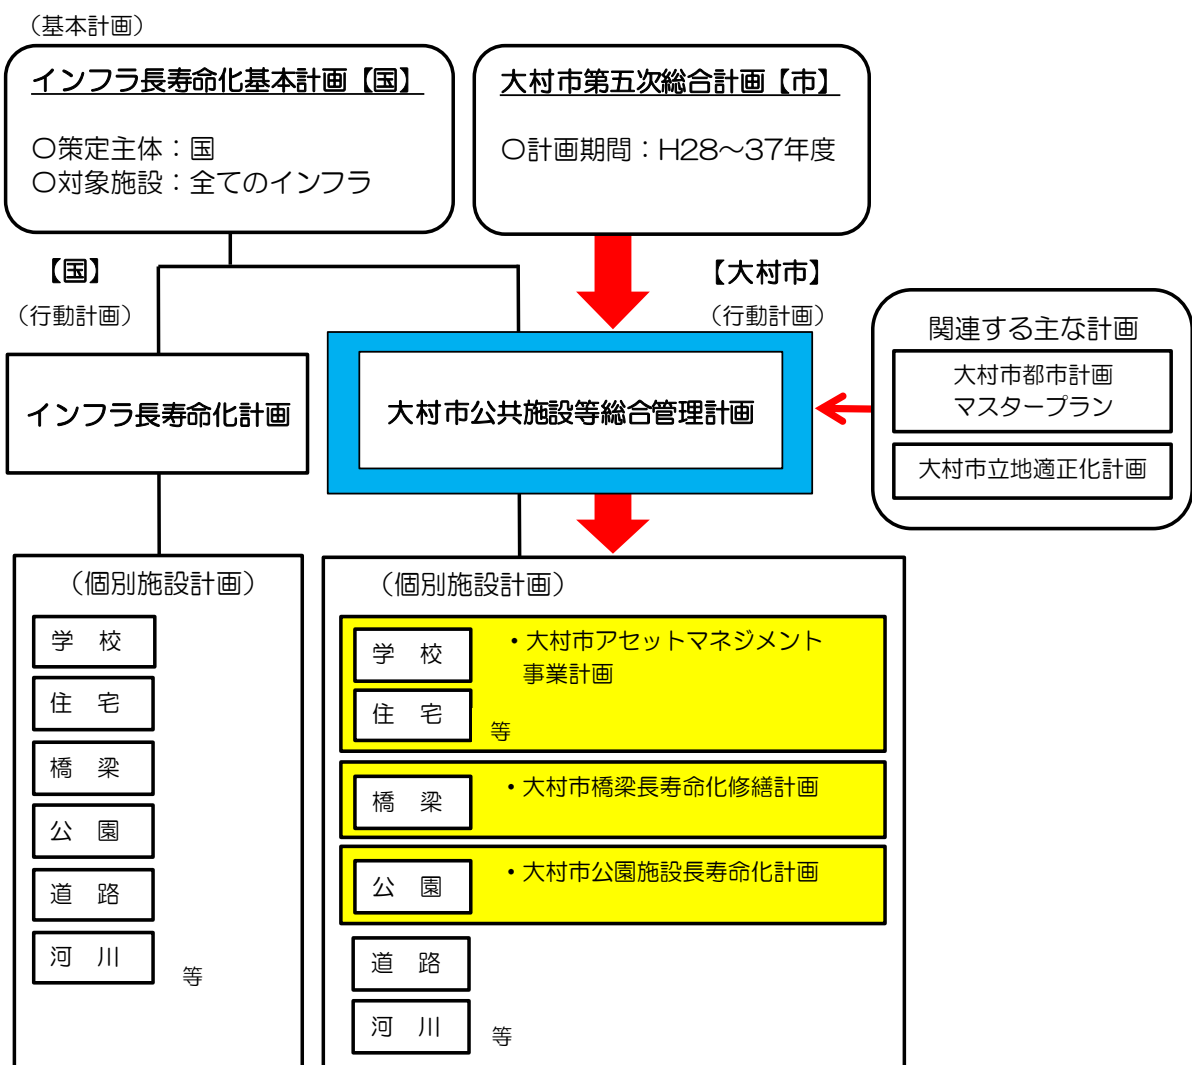 （基本計画）
インフラ長寿命化基本計画【国】
〇策定主体：国
〇対象施設：全てのインフラ
大村市第五次総合計画【市】
〇計画期間：H28～37年度
【国】
（行動計画）
【大村市】
（行動計画）
インフラ長寿命化計画
大村市公共施設等総合管理計画
関連する主な計画
大村市都市計画
マスタープラン
大村市立地適正化計画
（個別施設計画）
学　校
住　宅
橋　梁
公　園
道　路
河　川
等
（個別施設計画）
学　校
・大村市アセットマネジメント
事業計画
住　宅
等
橋　梁
・大村市橋梁長寿命化修繕計画
公　園
・大村市公園施設長寿命化計画
道　路
河　川
等